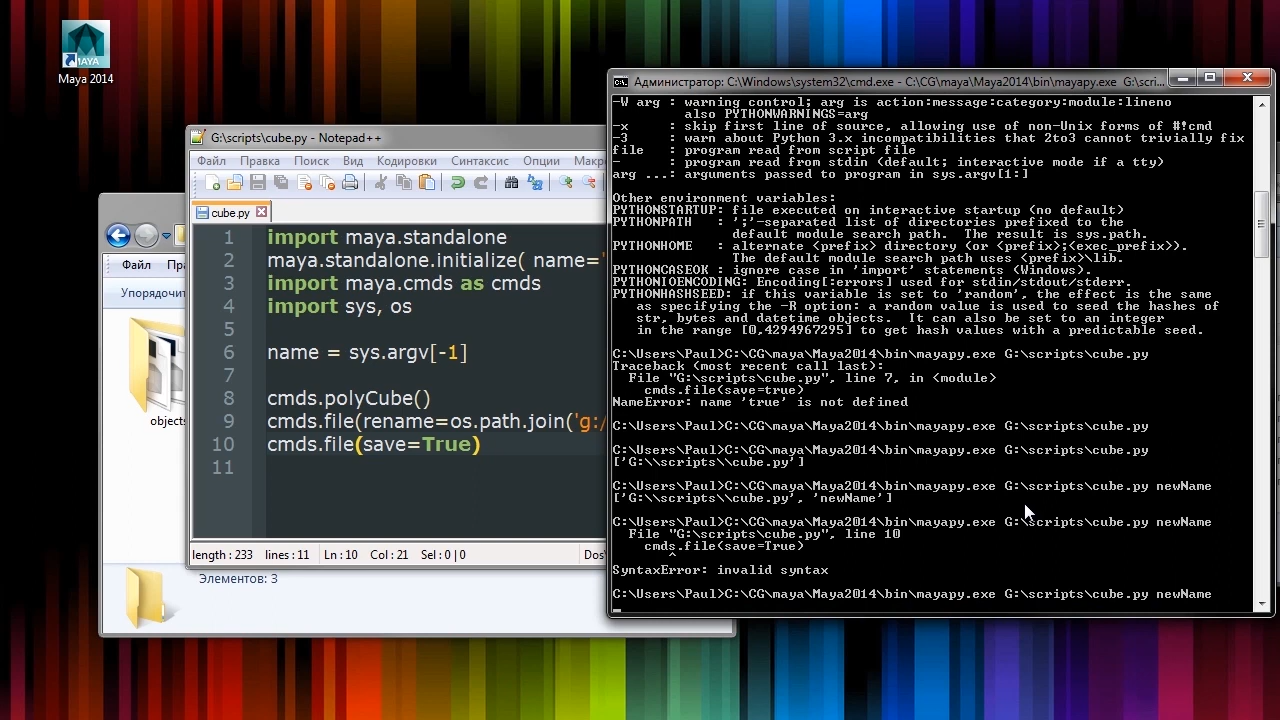 MAYA
Maya 2014
G:\scripts\cube.py - Notepad++
Файл Правка Поиск Вид Кодировки Синтаксис Опции Макр
cube.py
1 import maya.standalone
2 maya.standalone.initialize( name='
3 import maya.cmds as cmds
4 import sys, os
5
6 name = sys.argv[-1]
7
8 cmds.polyCube()
9 cmds.file(rename=os.path.join('g:/
10 cmds.file(save=True)
11
length : 233 lines : 11 Ln : 10 Col : 21 Sel : 0 | 0 Dos\
Файл Пра
Упорядочит
objects
Элементов: 3
Администратор: C:\Windows\system32\cmd.exe - C:\CG\maya\Maya2014\bin\mayapy.exe G:\scri...
-W arg : warning control; arg is action:message:category:module:lineno
also PYTHONWARNINGS=arg
-x : skip first line of source, allowing use of non-Unix forms of #!cmd
-3 : warn about Python 3.x incompatibilities that 2to3 cannot trivially fix
file : program read from script file
- : program read from stdin (default; interactive mode if a tty)
arg ...: arguments passed to program in sys.argv[1:]
Other environment variables:
PYTHONSTARTUP: file executed on interactive startup (no default)
PYTHONPATH : ';'-separated list of directories prefixed to the
default module search path. The result is sys.path.
PYTHONHOME : alternate <prefix> directory (or <prefix>;<exec_prefix>).
The default module search path uses <prefix>\lib.
PYTHONCASEOK : ignore case in 'import' statements (Windows).
PYTHONIOENCODING: Encoding[:errors] used for stdin/stdout/stderr.
PYTHONHASHSEED: if this variable is set to 'random', the effect is the same
as specifying the -R option: a random value is used to seed the hashes of
str, bytes and datetime objects. It can also be set to an integer
in the range [0,4294967295] to get hash values with a predictable seed.
C:\Users\Paul>C:\CG\maya\Maya2014\bin\mayapy.exe G:\scripts\cube.py
Traceback (most recent call last):
File "G:\scripts\cube.py", line 7, in <module>
cmds.file(save=true)
NameError: name 'true' is not defined
C:\Users\Paul>C:\CG\maya\Maya2014\bin\mayapy.exe G:\scripts\cube.py
C:\Users\Paul>C:\CG\maya\Maya2014\bin\mayapy.exe G:\scripts\cube.py
['G:\\scripts\\cube.py']
C:\Users\Paul>C:\CG\maya\Maya2014\bin\mayapy.exe G:\scripts\cube.py newName
['G:\\scripts\\cube.py', 'newName']
C:\Users\Paul>C:\CG\maya\Maya2014\bin\mayapy.exe G:\scripts\cube.py newName
File "G:\scripts\cube.py", line 10
cmds.file(save=True)
^
SyntaxError: invalid syntax
C:\Users\Paul>C:\CG\maya\Maya2014\bin\mayapy.exe G:\scripts\cube.py newName